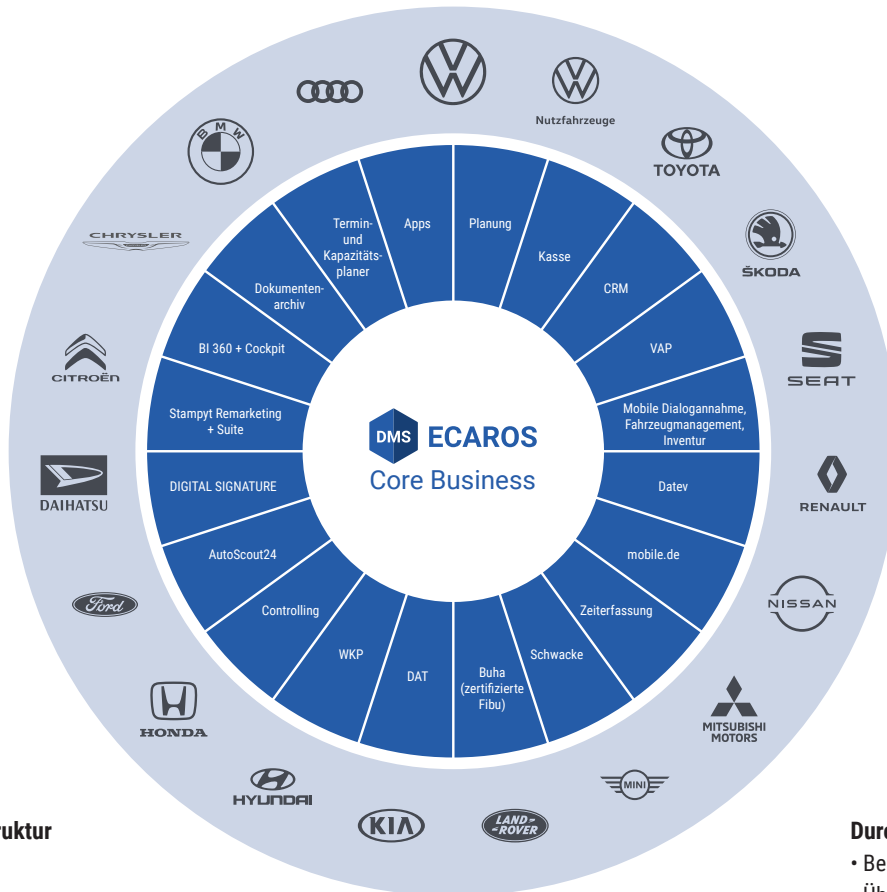 Nutzfahrzeuge
BMW
TOYOTA
CHRYSLER
ŠKODA
Termin-
und
Kapazitäts-
planer
Apps
Planung
Kasse
Dokumenten-
archiv
CRM
BI 360 + Cockpit
VAP
CITROËN
SEAT
Stampyt Remarketing
+ Suite
Mobile Dialogannahme,
Fahrzeugmanagement,
Inventur
DMS ECAROS
Core Business
DIGITAL SIGNATURE
Datev
DAIHATSU
RENAULT
AutoScout24
mobile.de
Ford
NISSAN
Controlling
Zeiterfassung
WKP
Schwacke
DAT
Buha
(zertifizierte
Fibu)
HONDA
MITSUBISHI
MOTORS
HYUNDAI
MINI
KIA
LAND-
-ROVER
ruktur
Durc
• Be